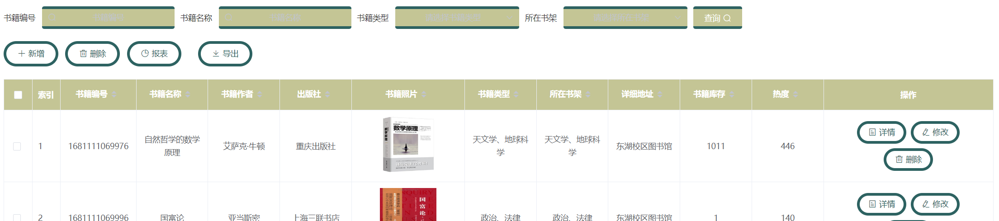 书籍编号 书籍编号 书籍名称 书籍名称 书籍类型 请选择书籍类型 所在书架 请选择所在书架 查询
新增 删除 报表 导出
索引 书籍编号 书籍名称 书籍作者 出版社 书籍照片 书籍类型 所在书架 详细地址 书籍库存 热度 操作
1 1681111069976 自然哲学的数学 艾萨克·牛顿 重庆出版社 天文学、地球科 天文学、地球科 东湖校区图书馆 1011 446 详情 修改
原理 学 学 删除
数学原理
数学原理
2 1681111069996 国富论 亚当斯密 上海三联书店 政治、法律 政治、法律 东湖校区图书馆 1 140 详情 修改
国富论